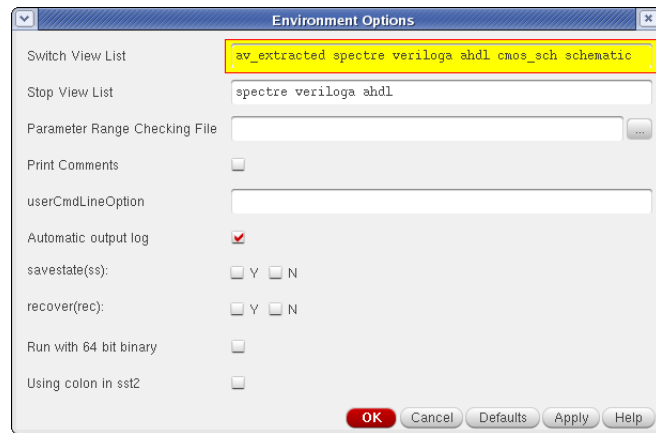 Environment Options
Switch View List av_extracted spectre veriloga ahdl cmos_sch schematic
Stop View List spectre veriloga ahdl
Parameter Range Checking File ...
Print Comments
userCmdLineOption
Automatic output log
savestate(ss): Y N
recover(rec): Y N
Run with 64 bit binary
Using colon in sst2
OK Cancel Defaults Apply Help